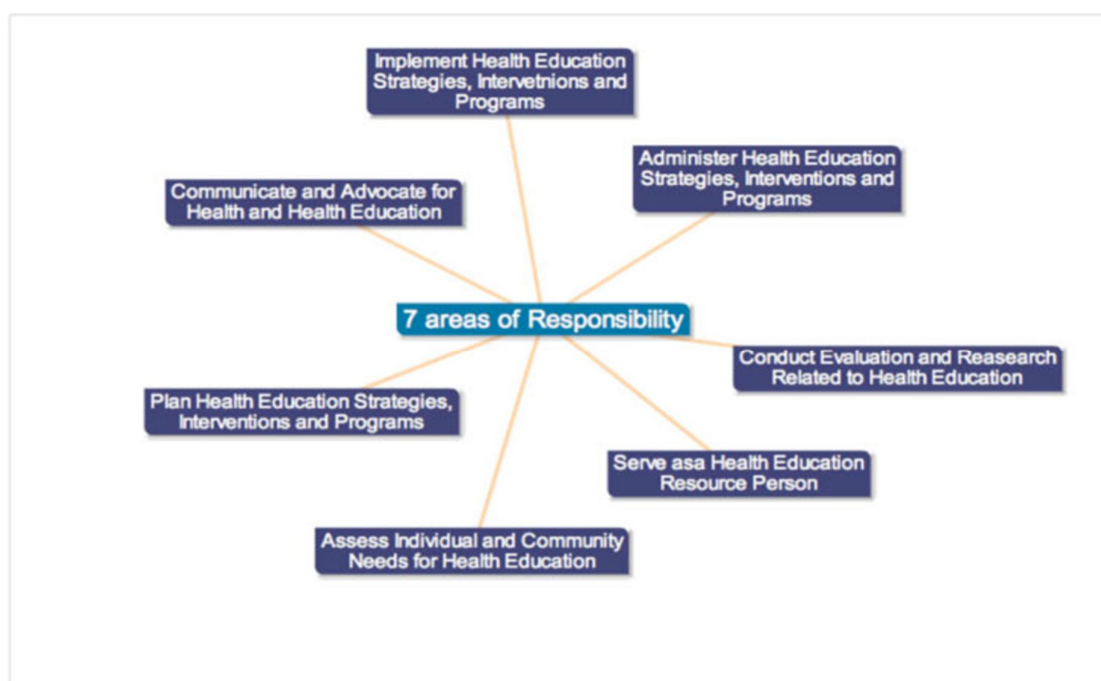 Implement Health Education
Strategies, Intervetnions and
Programs
Administer Health Education
Strategies, Interventions and
Programs
Communicate and Advocate for
Health and Health Education
7 areas of Responsibility
Conduct Evaluation and Reasearch
Related to Health Education
Plan Health Education Strategies,
Interventions and Programs
Serve asa Health Education
Resource Person
Assess Individual and Community
Needs for Health Education